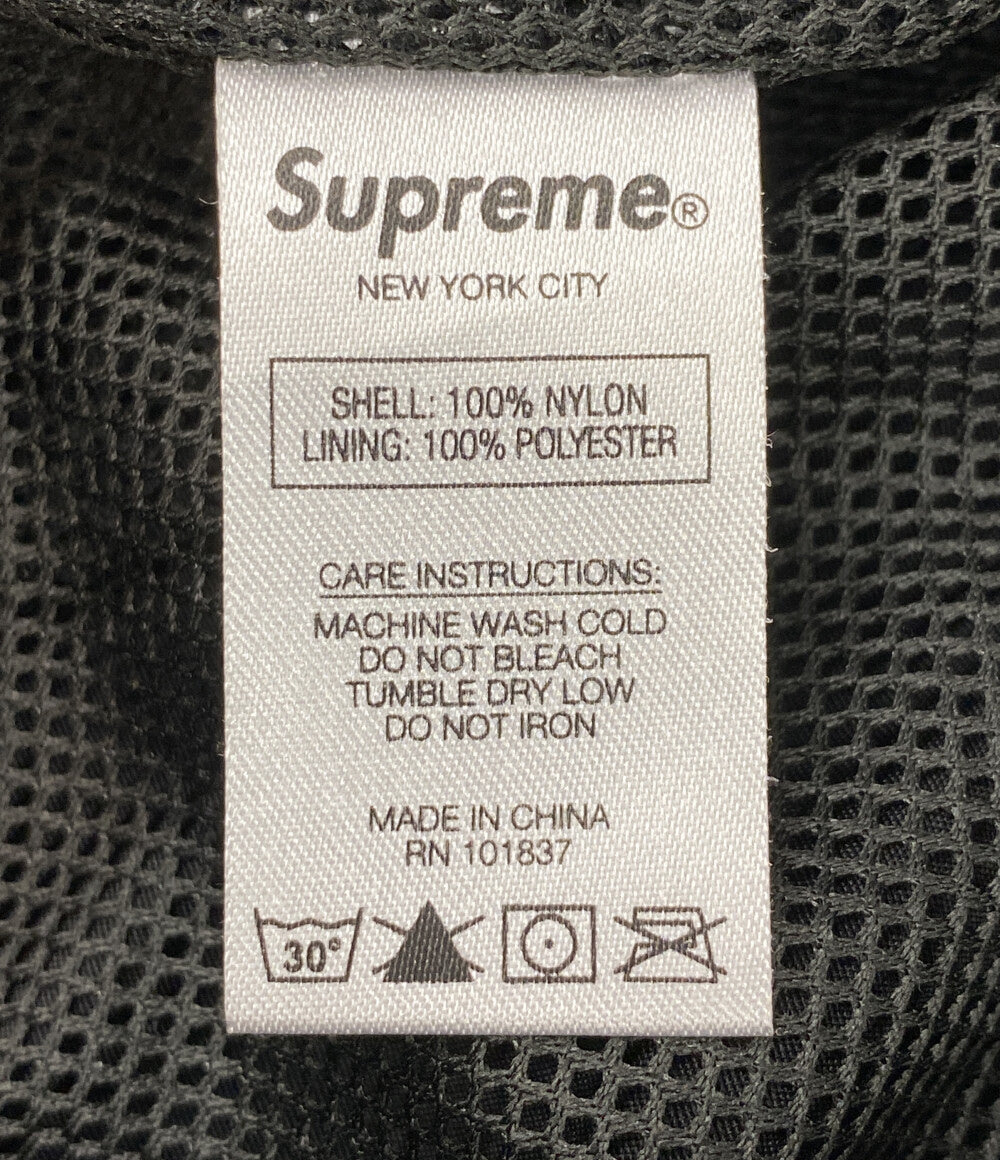 Supreme®
NEW YORK CITY
SHELL: 100% NYLON
LINING: 100% POLYESTER
CARE INSTRUCTIONS:
MACHINE WASH COLD
DO NOT BLEACH
TUMBLE DRY LOW
DO NOT IRON
MADE IN CHINA
RN 101837
30°